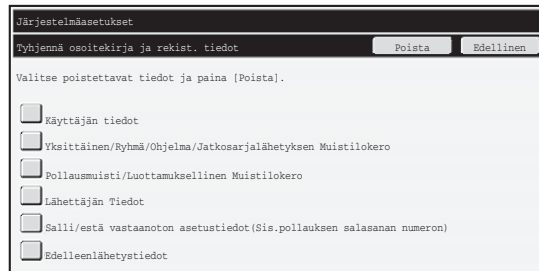 Järjestelmäasetukset
Tyhjennä osoitekirja ja rekist. tiedot Poista Edellinen
Valitse poistettavat tiedot ja paina [Poista].
Käyttäjän tiedot
Yksittäinen/Ryhmä/Ohjelma/Jatkosarjalähetyksen Muistilokero
Pollausmuisti/Luottamuksellinen Muistilokero
Lähettäjän Tiedot
Salli/estä vastaanoton asetustiedot(Sis.pollauksen salasanan numeron)
Edelleenlähetystiedot